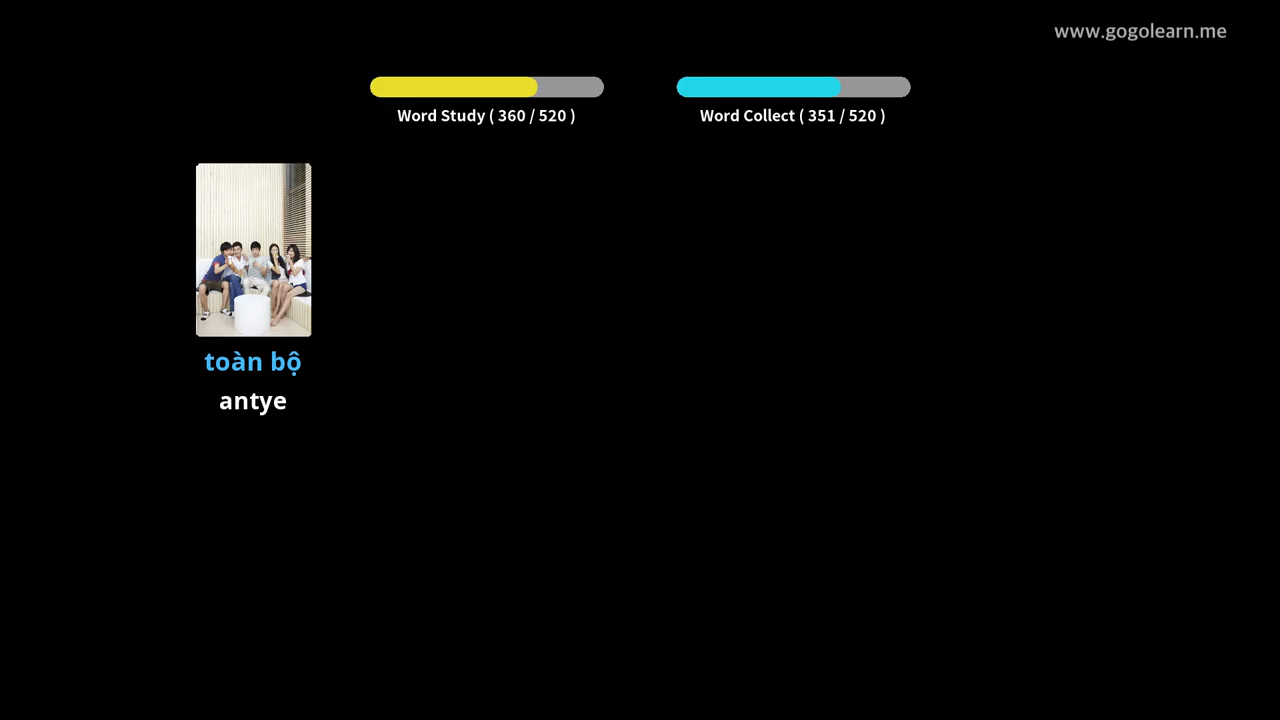 www.gogolearn.me
Word Study ( 360 / 520 )
Word Collect ( 351 / 520 )
toàn bộ
antye